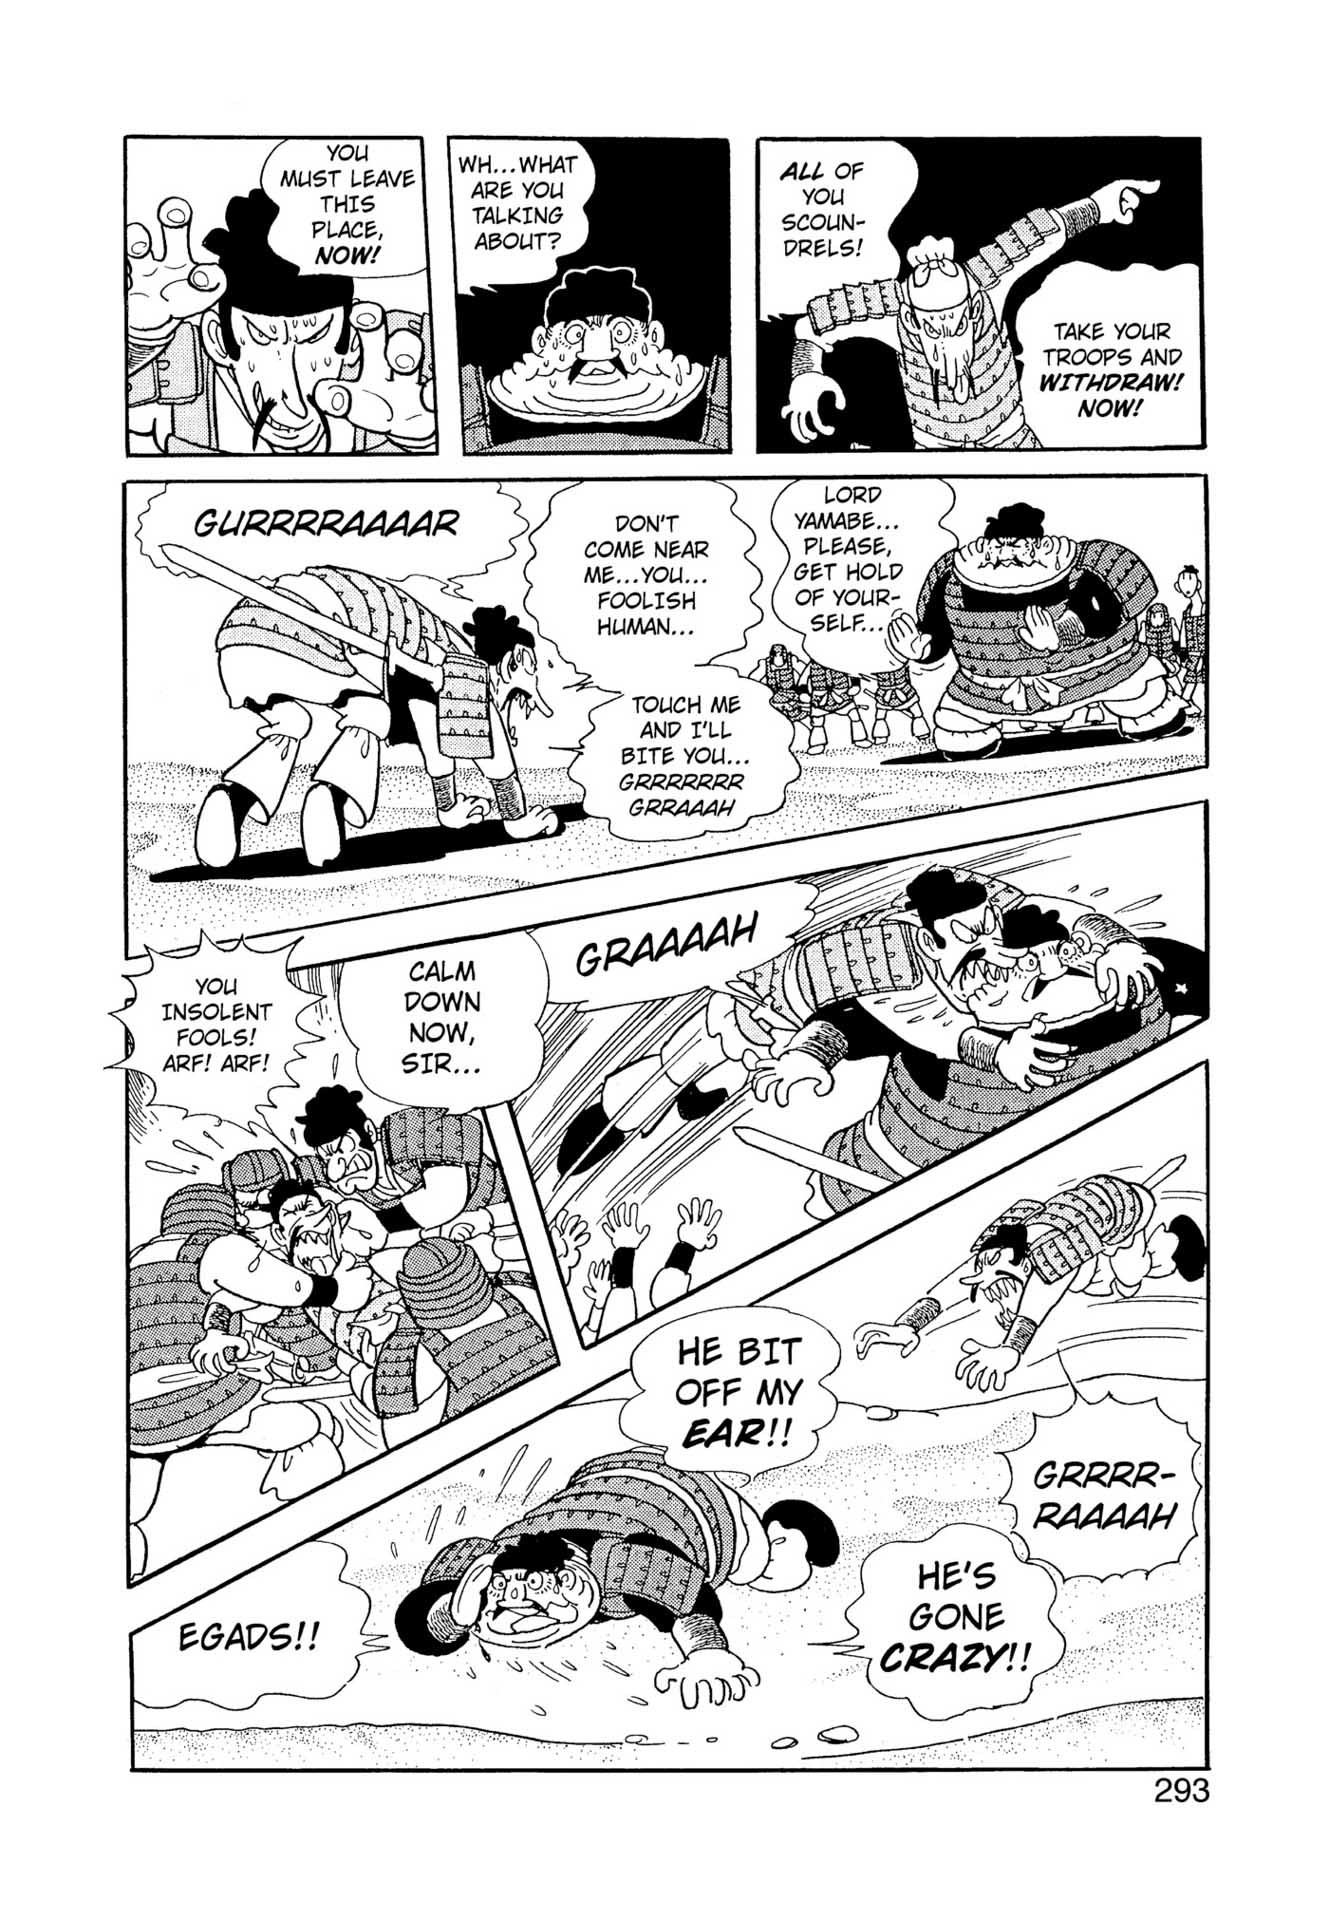 YOU
MUST LEAVE
THIS
PLACE,
NOW!
WH...WHAT
ARE YOU
TALKING
ABOUT?
ALL OF
YOU
SCOUN-
DRELS!
TAKE YOUR
TROOPS AND
WITHDRAW!
NOW!
GURRRRAAAAR
DON'T
COME NEAR
ME...YOU...
FOOLISH
HUMAN...
TOUCH ME
AND I'LL
BITE YOU...
GRRRRRRR
GRRAAAH
LORD
YAMABE...
PLEASE,
GET HOLD
OF YOUR-
SELF...
YOU
INSOLENT
FOOLS!
ARF! ARF!
CALM
DOWN
NOW,
SIR...
GRAAAAH
HE BIT
OFF MY
EAR!!
GRRRR-
RAAAAH
EGADS!!
HE'S
GONE
CRAZY!!
293